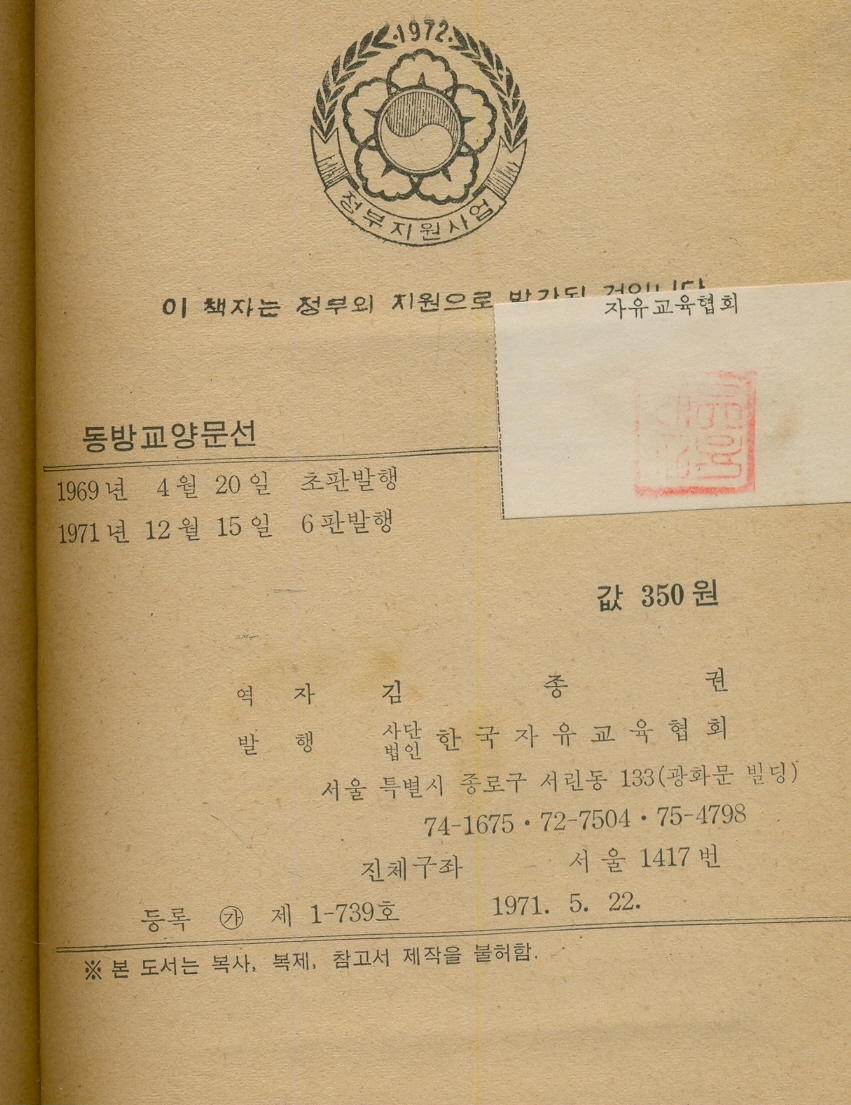 1972
정부지원사업
이 책자는 정부의 지원으로 발간된 것입니다
자유교육협회
동방교양문선
1969년 4월 20일 초판발행
1971년 12월 15일 6판발행
값 350원
역 자 김 종 권
발 행 사단법인 한국자유교육협회
서울 특별시 종로구 서린동 133(광화문 빌딩)
74-1675・72-7504・75-4798
진체구좌 서울 1417번
등록 ㉮ 제 1-739호 1971. 5. 22.
※ 본 도서는 복사, 복제, 참고서 제작을 불허함.